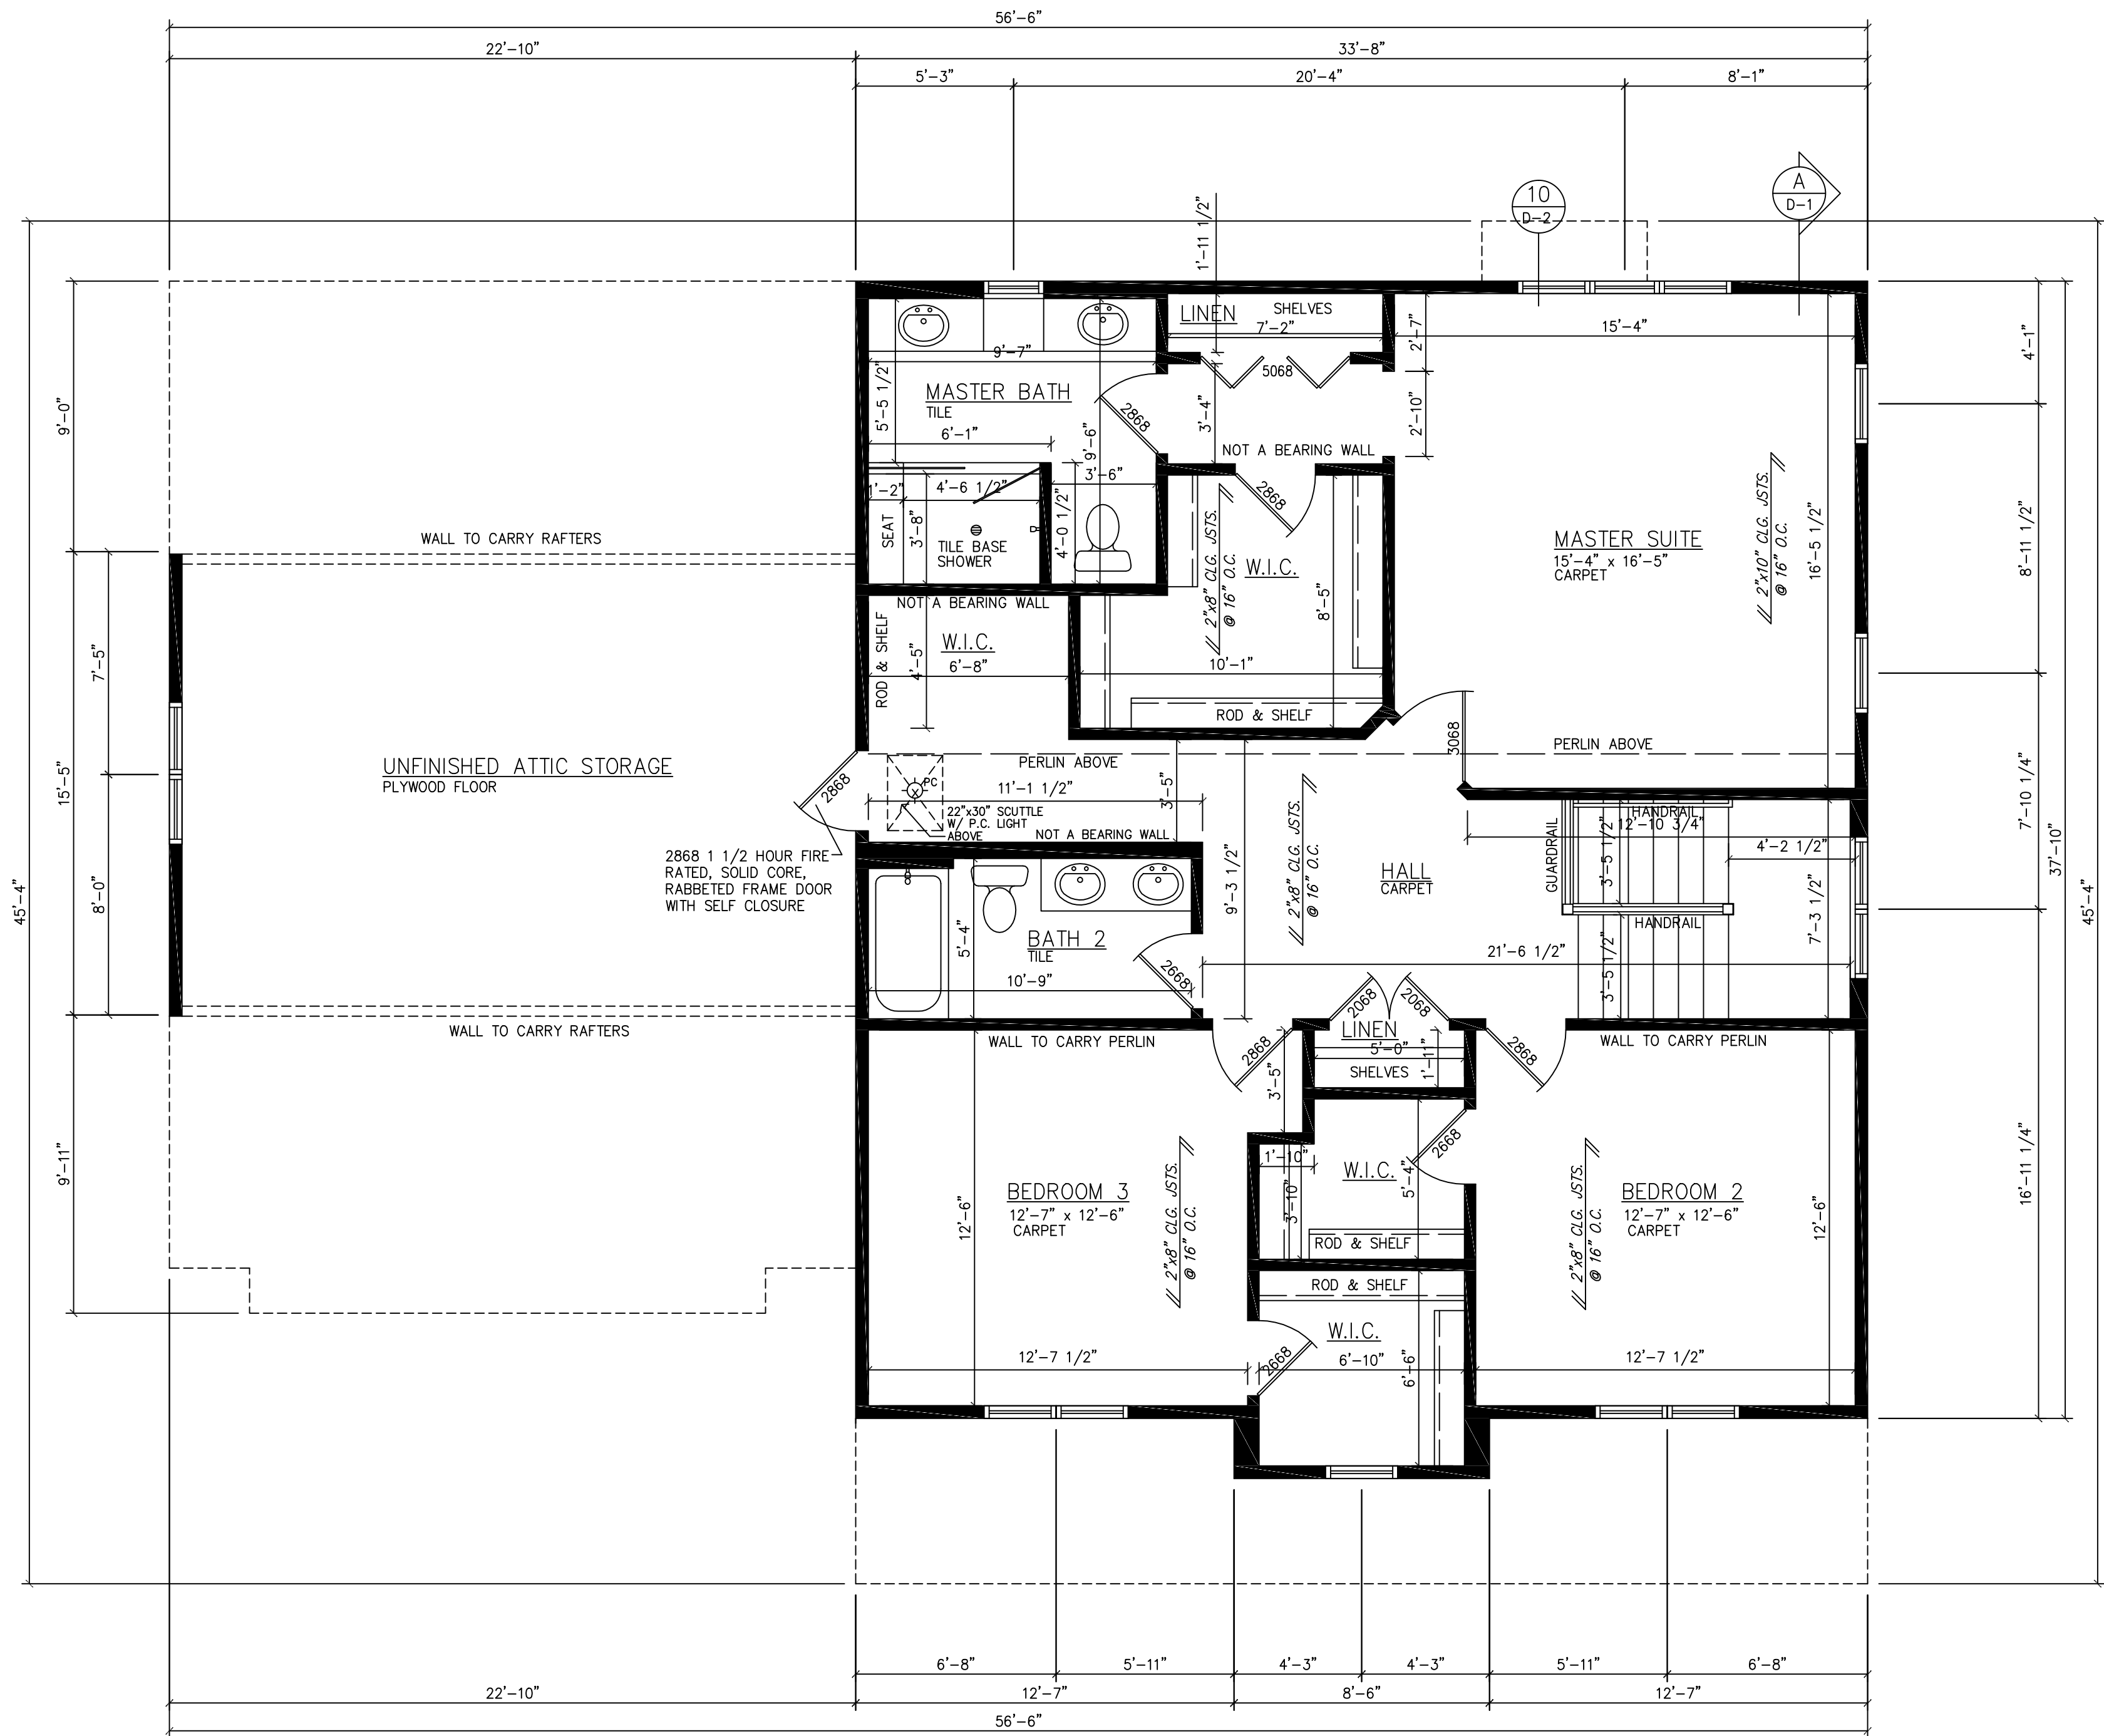 56'-6"
22'-10"
33'-8"
5'-3"
20'-4"
8'-1"
10
D-2
A
D-1
1'-11 1/2"
LINEN
SHELVES
7'-2"
5068
2'-7"
2'-10"
3'-4"
15'-4"
4'-1"
8'-11 1/2"
7'-10 1/4"
16'-11 1/4"
37'-10"
45'-4"
45'-4"
9'-0"
15'-5"
7'-5"
8'-0"
9'-11"
9'-7"
5'-5 1/2"
MASTER BATH
TILE
6'-1"
2868
9'-6"
3'-6"
1'-2"
4'-6 1/2"
SEAT
3'-8"
4'-0 1/2"
TILE BASE
SHOWER
NOT A BEARING WALL
2868
2"x8" CLG. JSTS.
@ 16" O.C.
W.I.C.
8'-5"
10'-1"
ROD & SHELF
MASTER SUITE
15'-4" x 16'-5"
CARPET
2"x10" CLG. JSTS.
@ 16" O.C.
16'-5 1/2"
3068
PERLIN ABOVE
WALL TO CARRY RAFTERS
NOT A BEARING WALL
ROD & SHELF
W.I.C.
6'-8"
4'-5"
UNFINISHED ATTIC STORAGE
PLYWOOD FLOOR
2868
PC
PERLIN ABOVE
11'-1 1/2"
3'-5"
22"x30" SCUTTLE
W/ P.C. LIGHT
ABOVE
NOT A BEARING WALL
2868 1 1/2 HOUR FIRE
RATED, SOLID CORE,
RABBETED FRAME DOOR
WITH SELF CLOSURE
9'-3 1/2"
2"x8" CLG. JSTS.
@ 16" O.C.
HALL
CARPET
GUARDRAIL
HANDRAIL
12'-10 3/4"
3'-5 1/2"
4'-2 1/2"
HANDRAIL
7'-3 1/2"
3'-5 1/2"
21'-6 1/2"
5'-4"
BATH 2
TILE
10'-9"
2668
WALL TO CARRY RAFTERS
WALL TO CARRY PERLIN
2868
2068
2068
LINEN
5'-0"
1'-11"
SHELVES
2868
WALL TO CARRY PERLIN
3'-5"
BEDROOM 3
12'-7" x 12'-6"
CARPET
12'-6"
2"x8" CLG. JSTS.
@ 16" O.C.
1'-10"
3'-10"
W.I.C.
5'-4"
2668
ROD & SHELF
2"x8" CLG. JSTS.
@ 16" O.C.
BEDROOM 2
12'-7" x 12'-6"
CARPET
12'-6"
ROD & SHELF
W.I.C.
6'-10"
6'-6"
2668
12'-7 1/2"
12'-7 1/2"
6'-8"
5'-11"
4'-3"
4'-3"
5'-11"
6'-8"
22'-10"
12'-7"
8'-6"
12'-7"
56'-6"